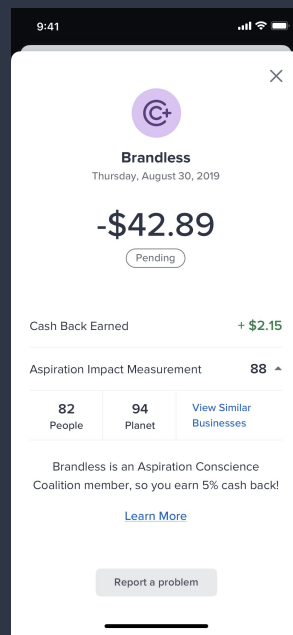 9:41
Brandless
Thursday, August 30, 2019
-$42.89
Pending
Cash Back Earned + $2.15
Aspiration Impact Measurement 88
82 94 View Similar
People Planet Businesses
Brandless is an Aspiration Conscience
Coalition member, so you earn 5% cash back!
Learn More
Report a problem